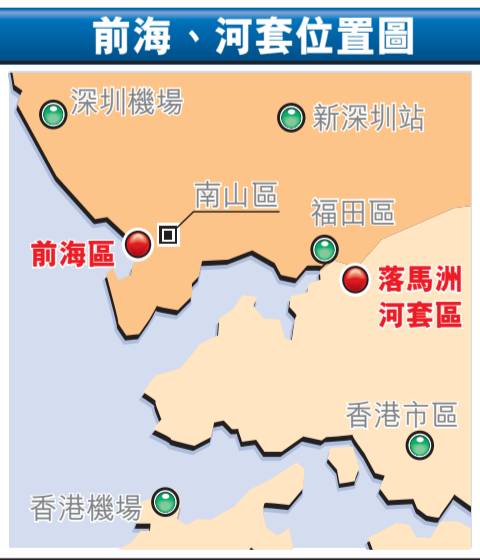 前海、河套位置圖
深圳機場
新深圳站
南山區
福田區
前海區
落馬洲
河套區
香港市區
香港機場